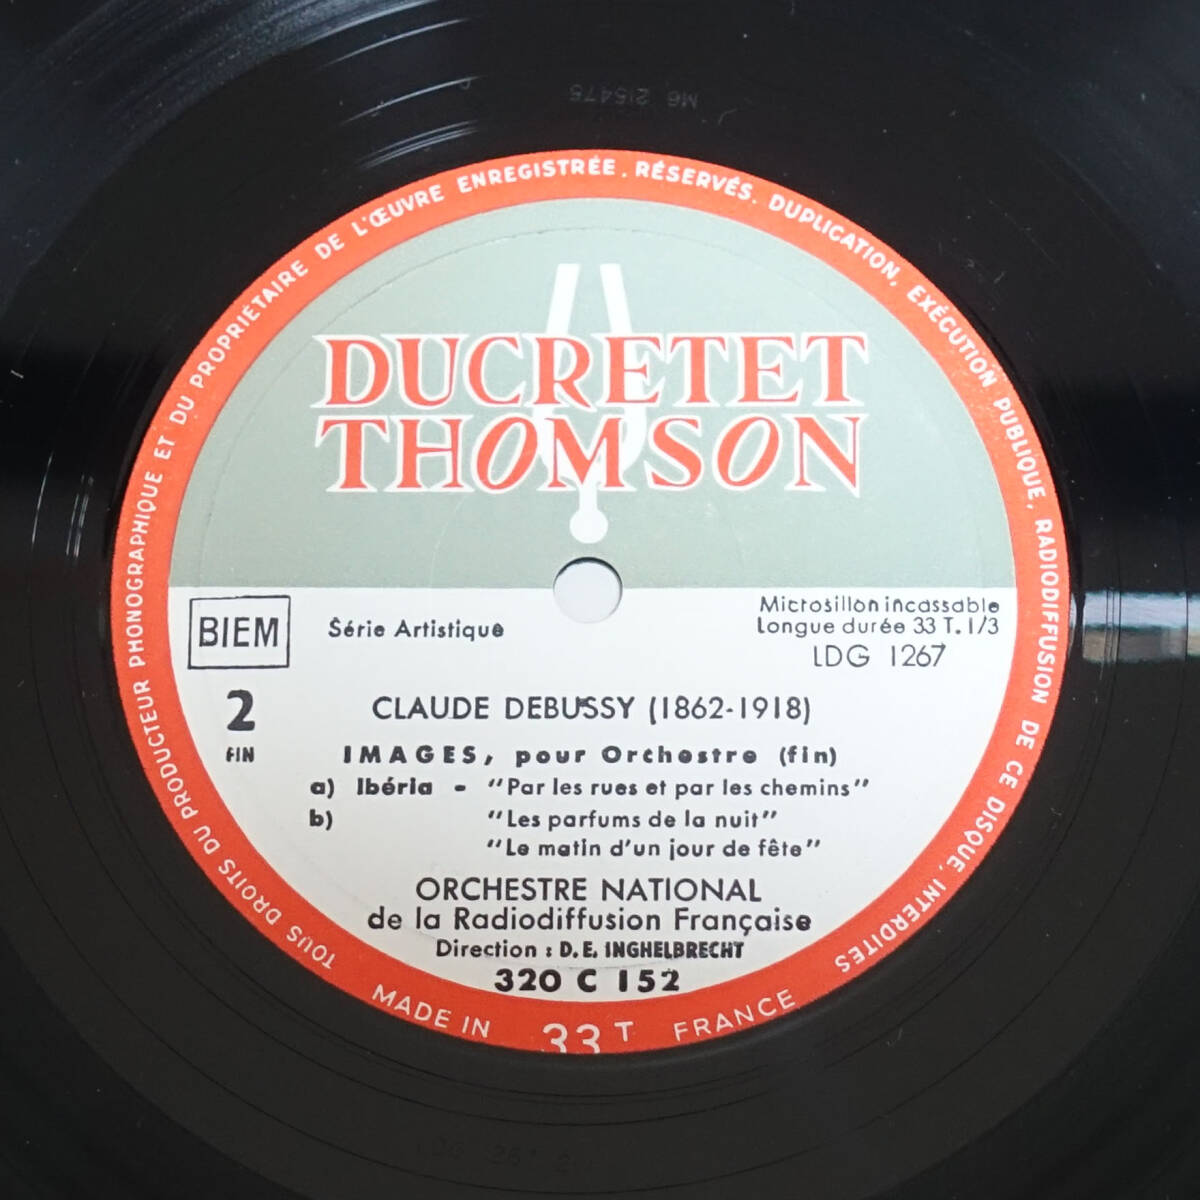 M6 215475
TOUS DROITS DU PRODUCTEUR PHONOGRAPHIQUE ET DU PROPRIÉTAIRE DE L'ŒUVRE ENREGISTRÉE. RÉSERVÉS. DUPLICATION, EXÉCUTION PUBLIQUE, RADIODIFFUSION DE CE DISQUE, INTERDITES
DUCRETET
THOMSON
BIEM
Série Artistique
Microsillon incassable
Longue durée 33 T. 1/3
LDG 1267
2
FIN
CLAUDE DEBUSSY (1862-1918)
IMAGES, pour Orchestre (fin)
a) Ibéria - "Par les rues et par les chemins"
b) "Les parfums de la nuit"
"Le matin d'un jour de fête"
ORCHESTRE NATIONAL
de la Radiodiffusion Française
Direction : D. E. INGHELBRECHT
320 C 152
MADE IN 33 T FRANCE